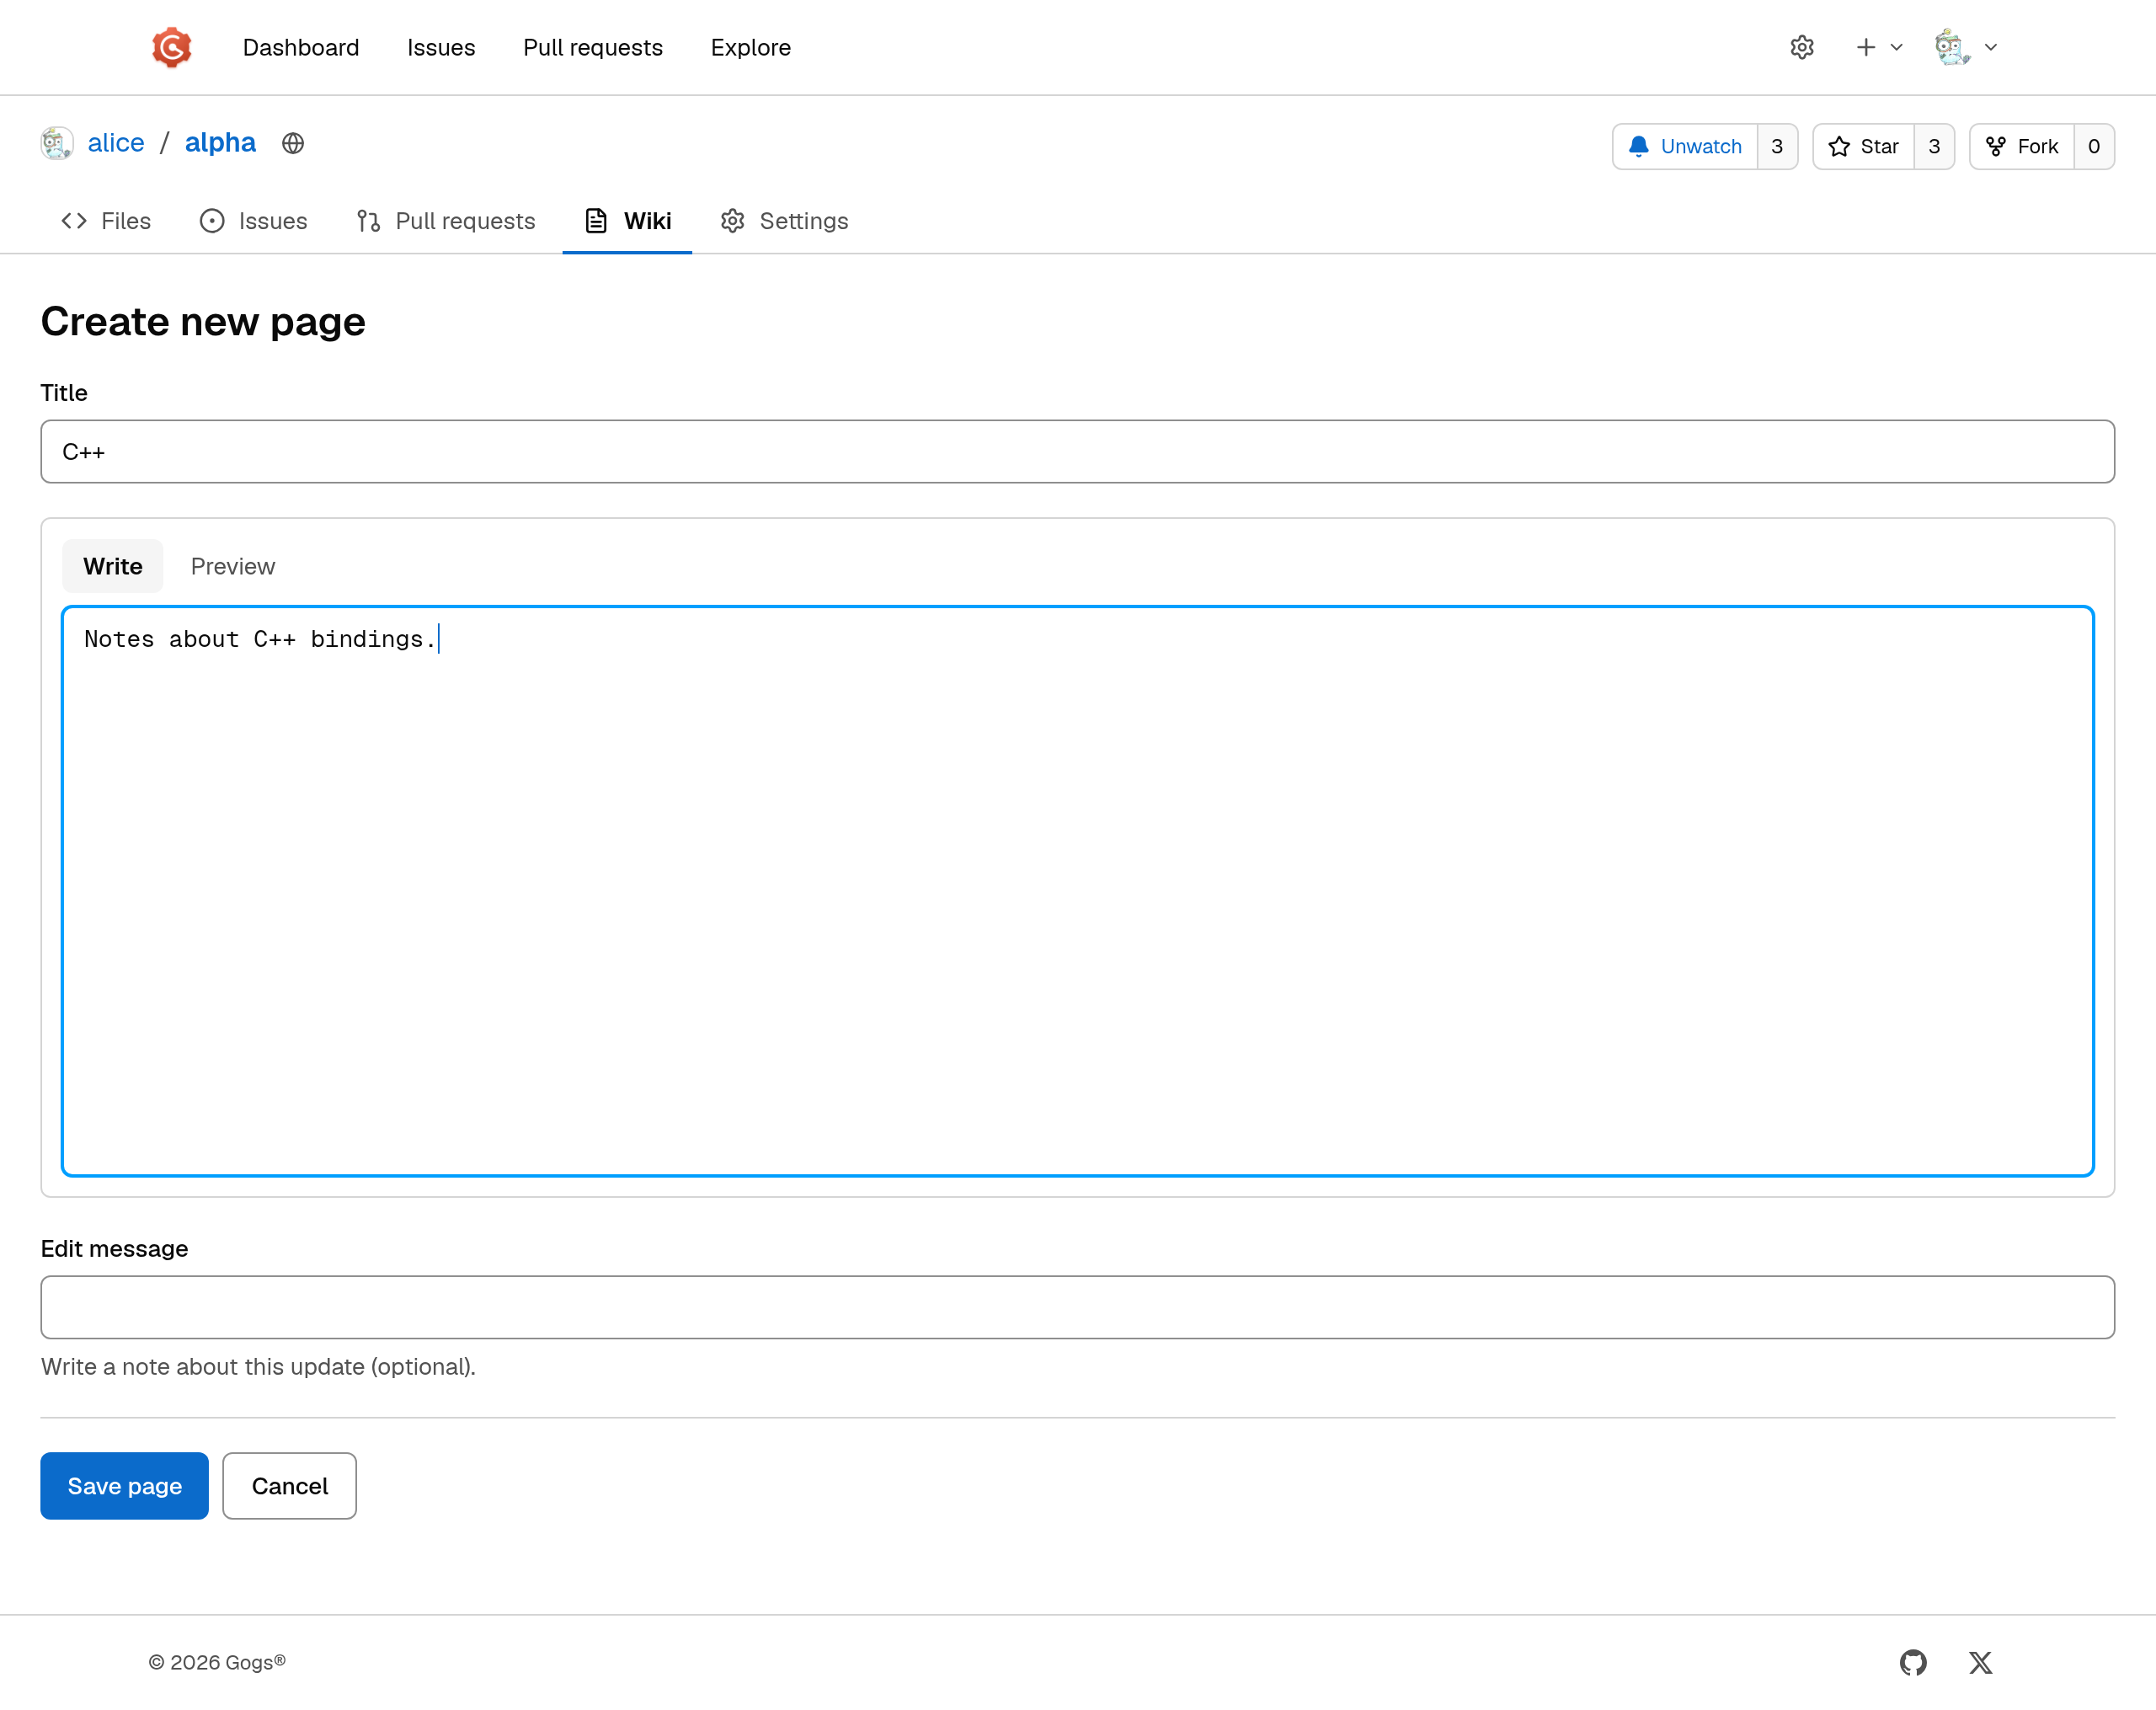 Dashboard Issues Pull requests Explore
alice / alpha
Unwatch 3 Star 3 Fork 0
Files Issues Pull requests Wiki Settings
Create new page
Title
C++
Write Preview
Notes about C++ bindings.
Edit message
Write a note about this update (optional).
Save page Cancel
© 2026 Gogs®